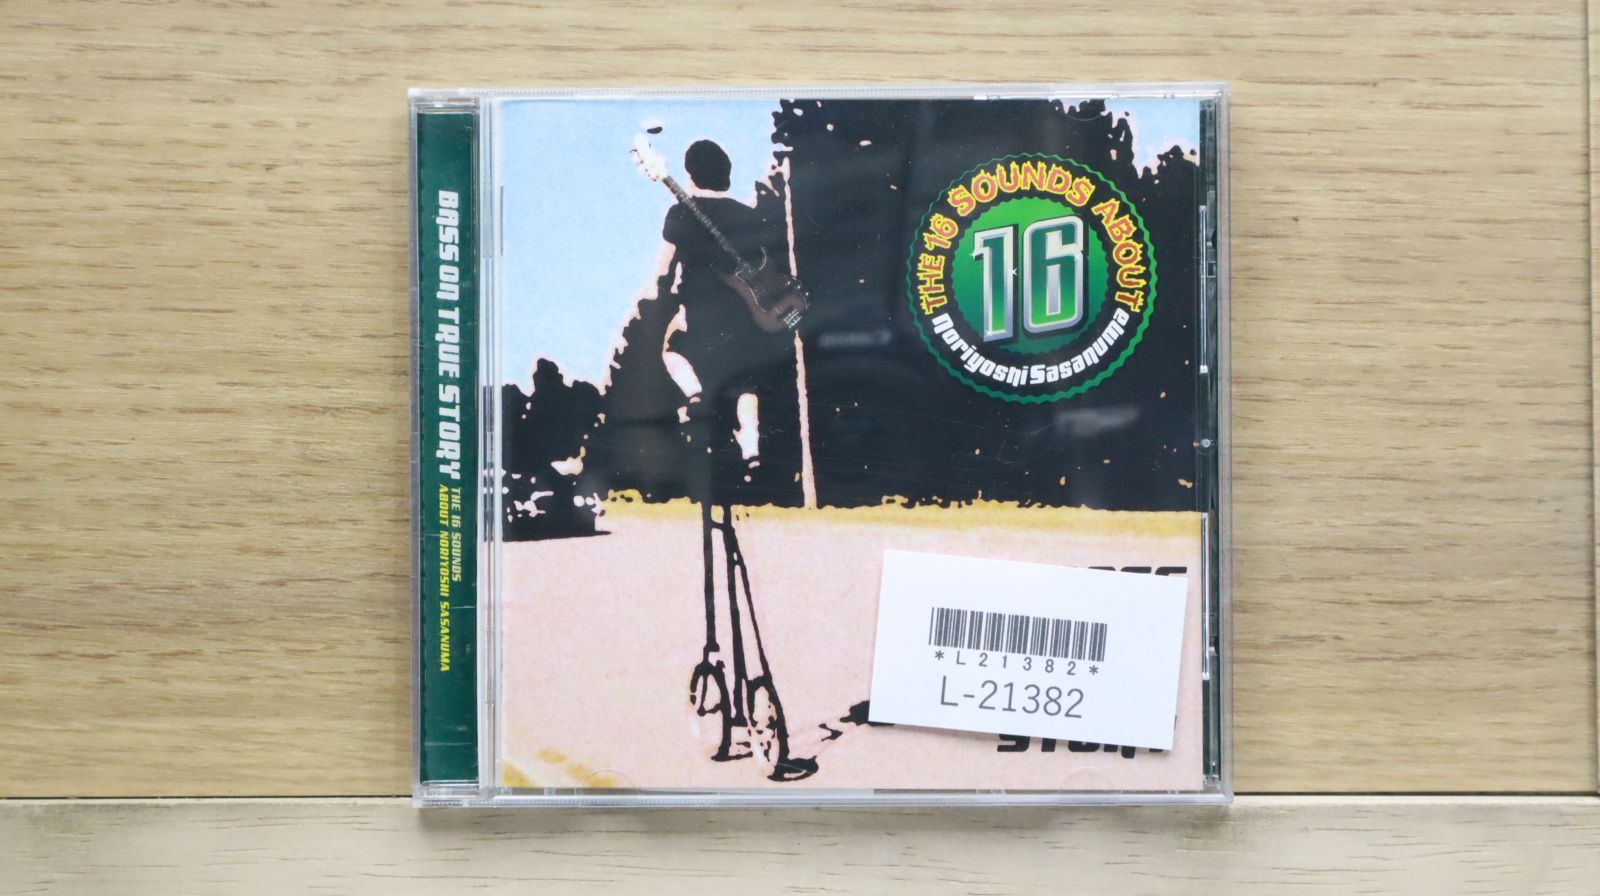 BASS ON TRUE STORY
THE 16 SOUNDS
ABOUT NORIYOSHI SASANUMA
THE 16 SOUNDS ABOUT
16
noriyoshi Sasanuma
*L21382*
L-21382